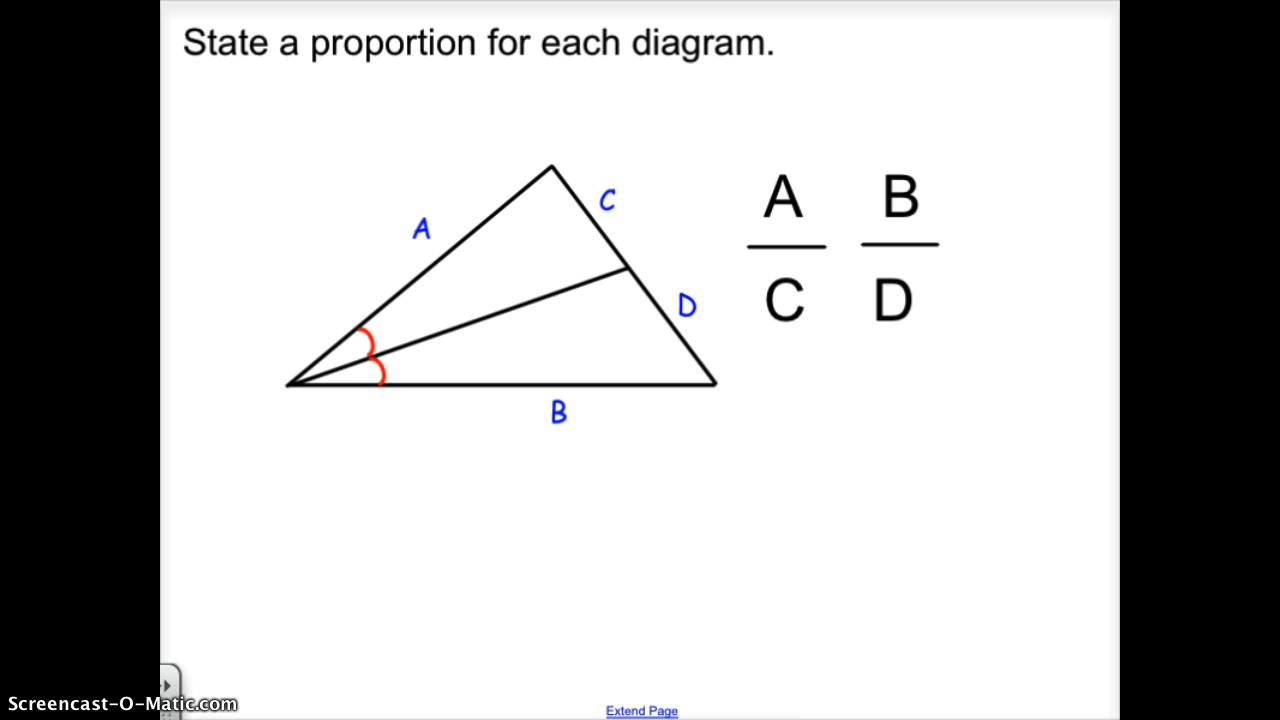 State a proportion for each diagram.
A
C
D
B
A B
C D
Extend Page
Screencast-O-Matic.com